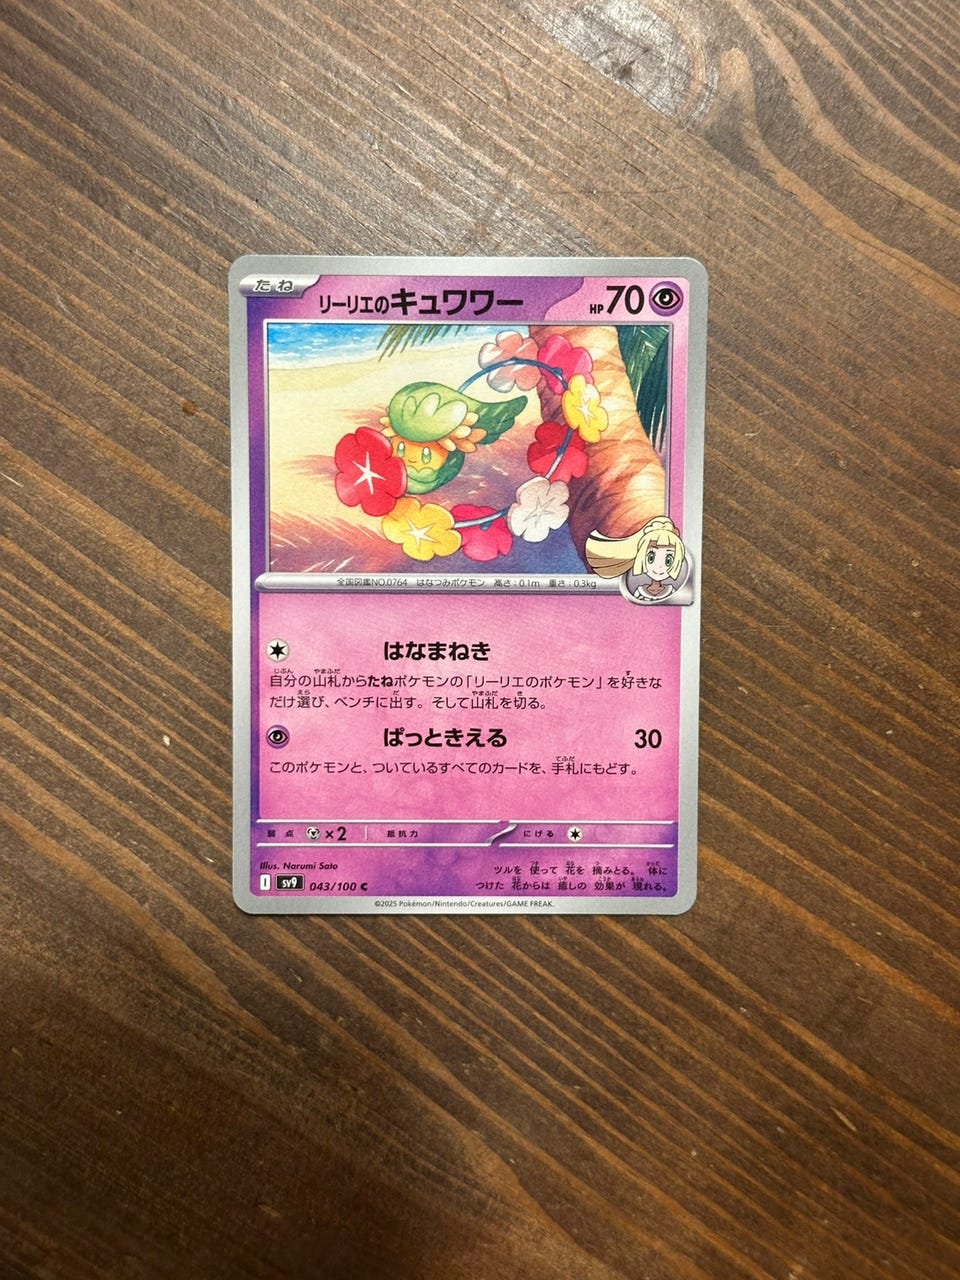 たね リーリエのキュワワー HP 70
全国図鑑NO.0764 はなつみポケモン 高さ:0.1m 重さ:0.3kg
はなまねき
自分の山札からたねポケモンの「リーリエのポケモン」を好きな
だけ選び、ベンチに出す。そして山札を切る。
ぱっときえる 30
このポケモンと、ついているすべてのカードを、手札にもどす。
弱点 ×2 抵抗力 にげる
Illus. Narumi Sato
ツルを 使って 花を 摘みとる。 体に
つけた 花からは 癒しの 効果が 現れる。
I sv9 043/100 C
©2025 Pokémon/Nintendo/Creatures/GAME FREAK.